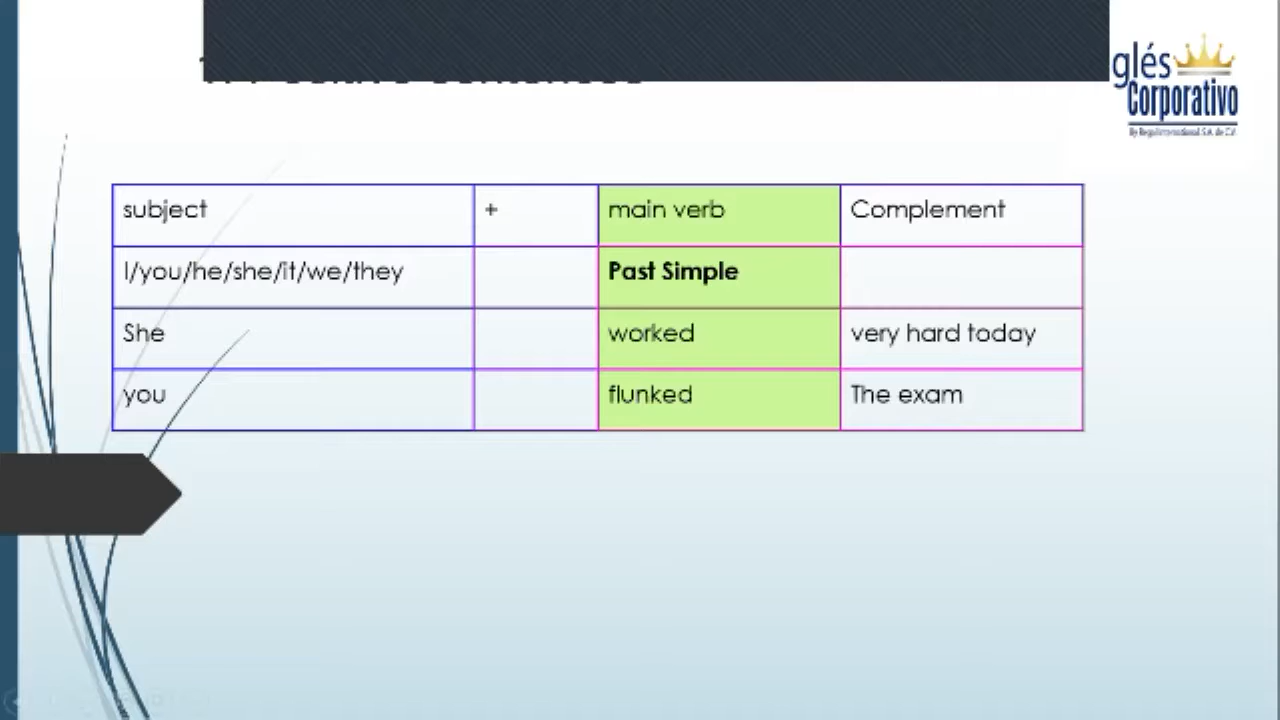 glés
Corporativo
subject + main verb Complement
I/you/he/she/it/we/they Past Simple
She worked very hard today
you flunked The exam